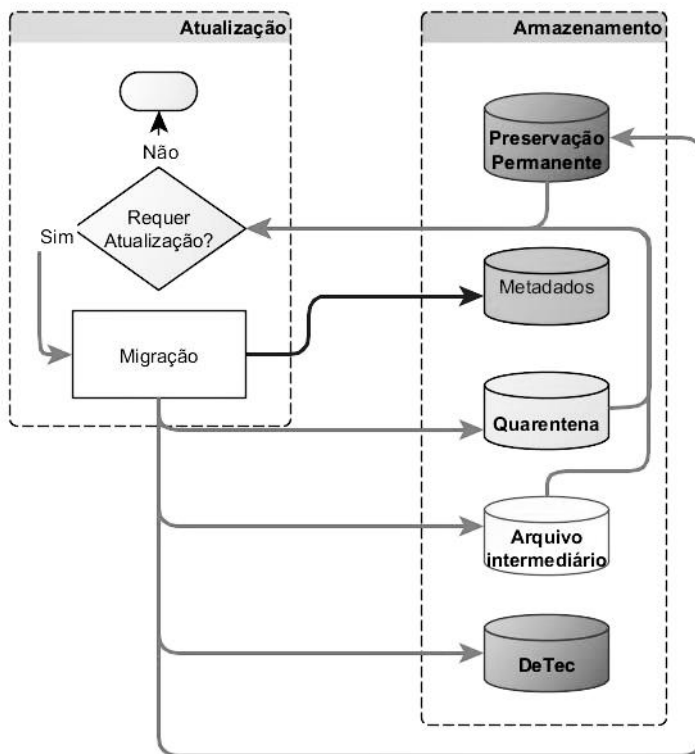 Atualização
Não
Requer
Atualização?
Sim
Migração
Armazenamento
Preservação
Permanente
Metadados
Quarentena
Arquivo
intermediário
DeTec